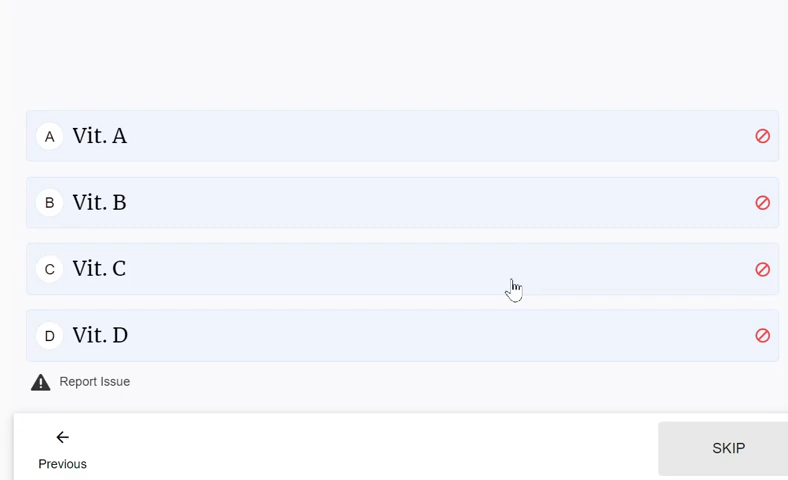 A Vit. A
B Vit. B
C Vit. C
D Vit. D
Report Issue
Previous
SKIP